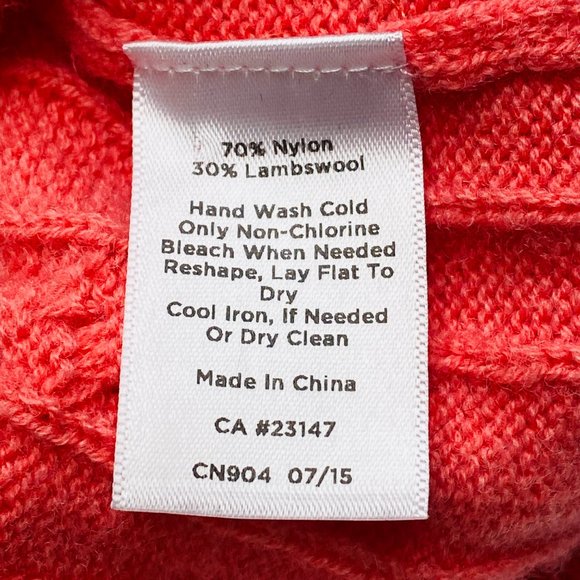 70% Nylon
30% Lambswool
Hand Wash Cold
Only Non-Chlorine
Bleach When Needed
Reshape, Lay Flat To
Dry
Cool Iron, If Needed
Or Dry Clean
Made In China
CA #23147
CN904 07/15